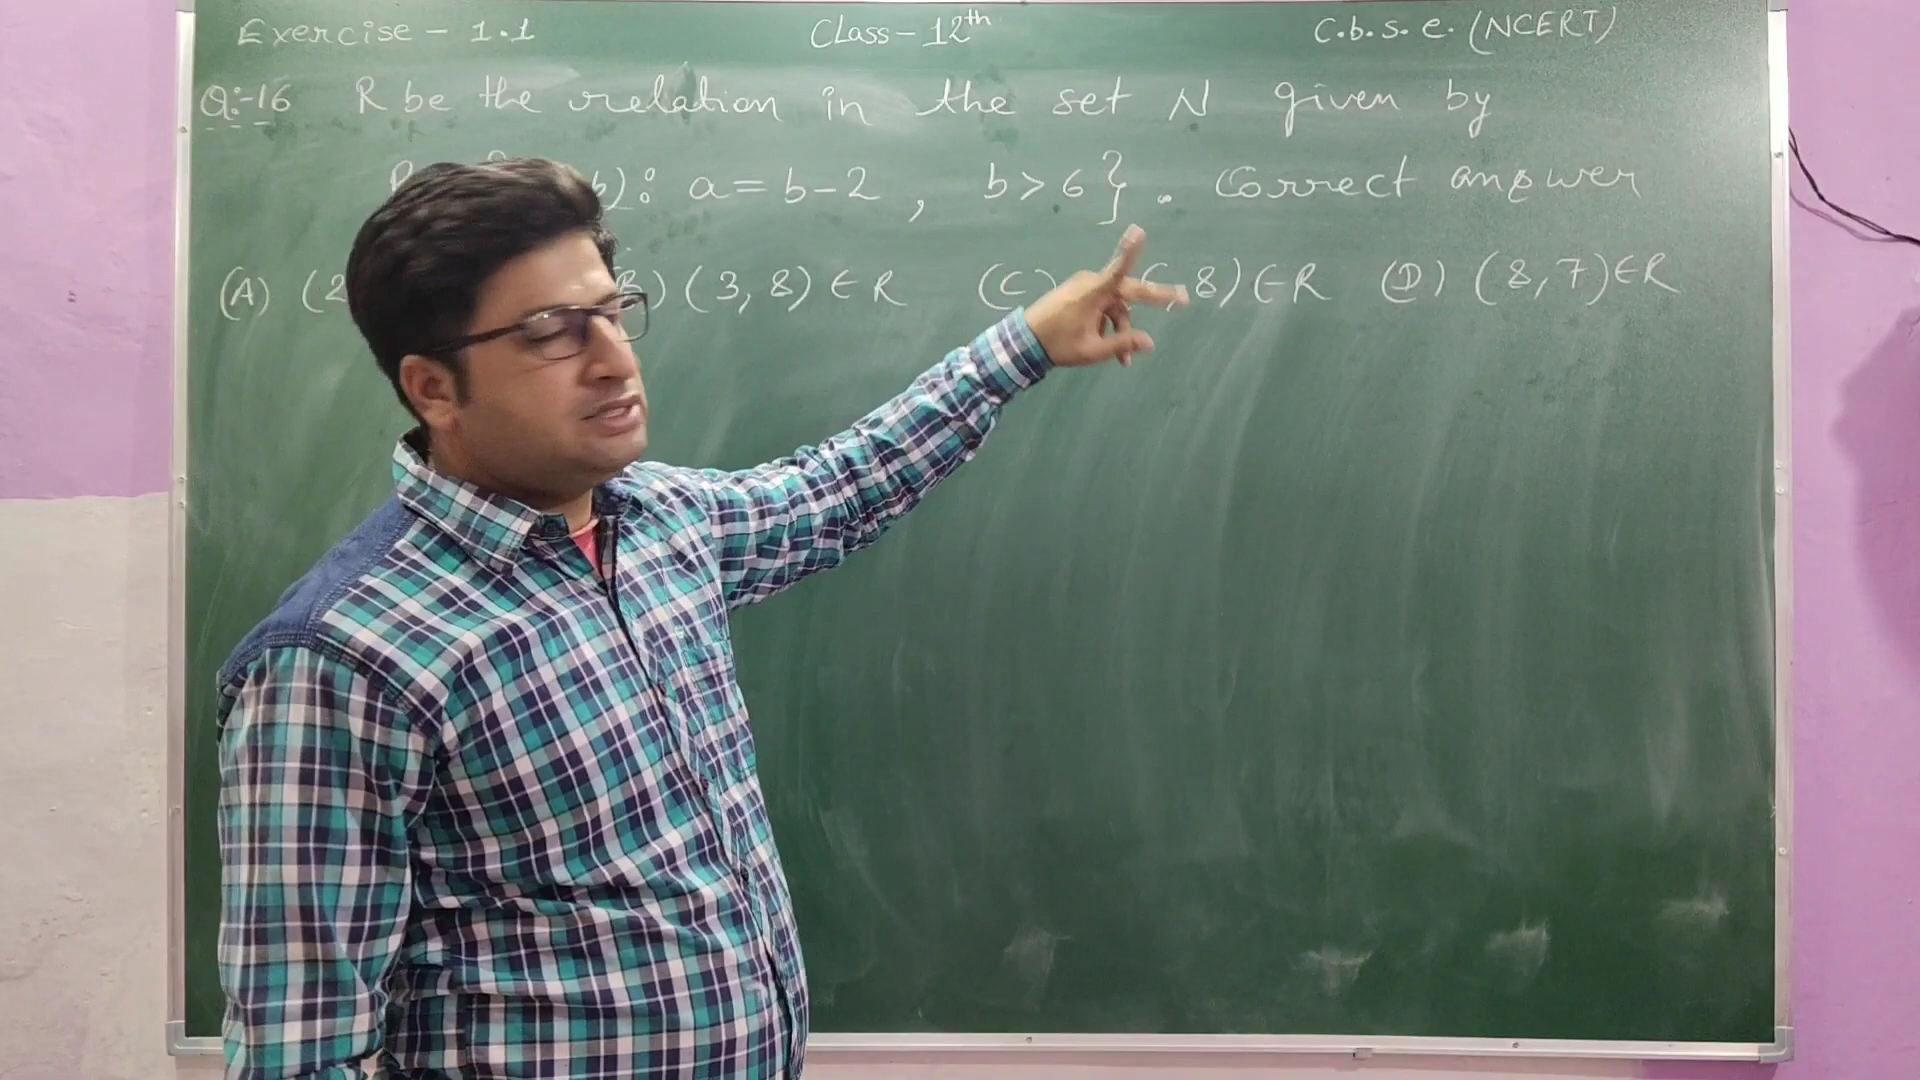 Exercise - 1.1 Class - 12th C.b.s.e. (NCERT)
Q:-16 R be the relation in the set N given by
b): a = b - 2 , b > 6 } . Correct answer
(A) (2 B) (3, 8) ∈ R (C) , 8) ∈ R (D) (8, 7) ∈ R